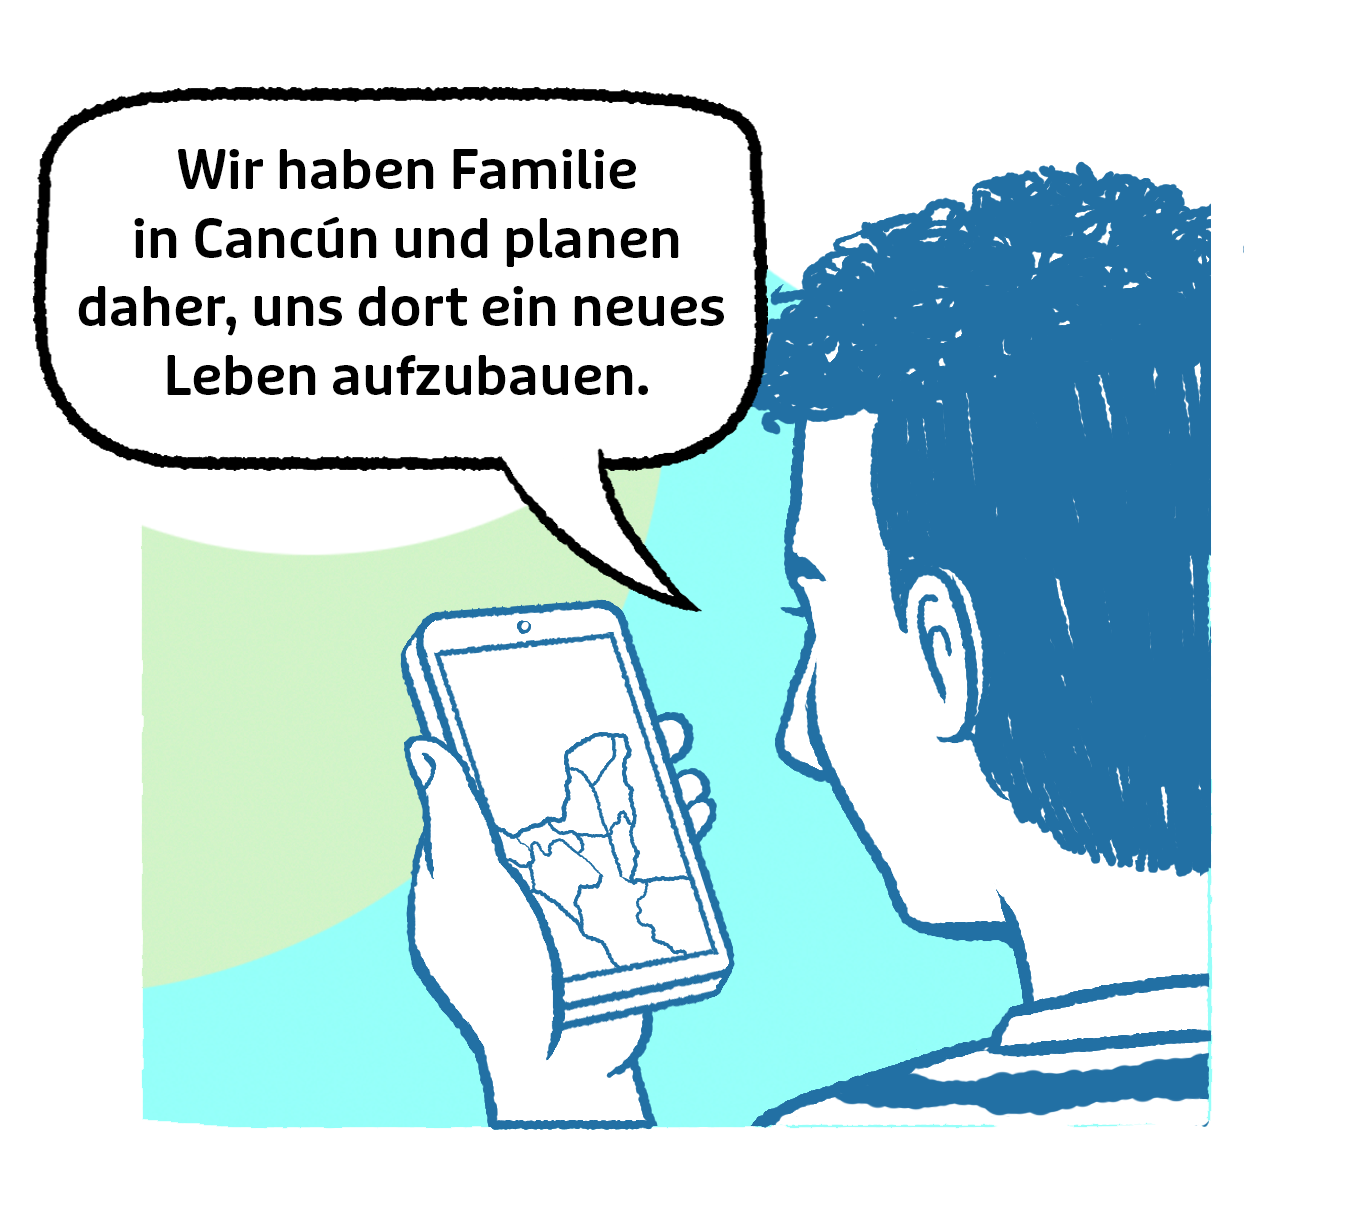 Wir haben Familie
in Cancún und planen
daher, uns dort ein neues
Leben aufzubauen.